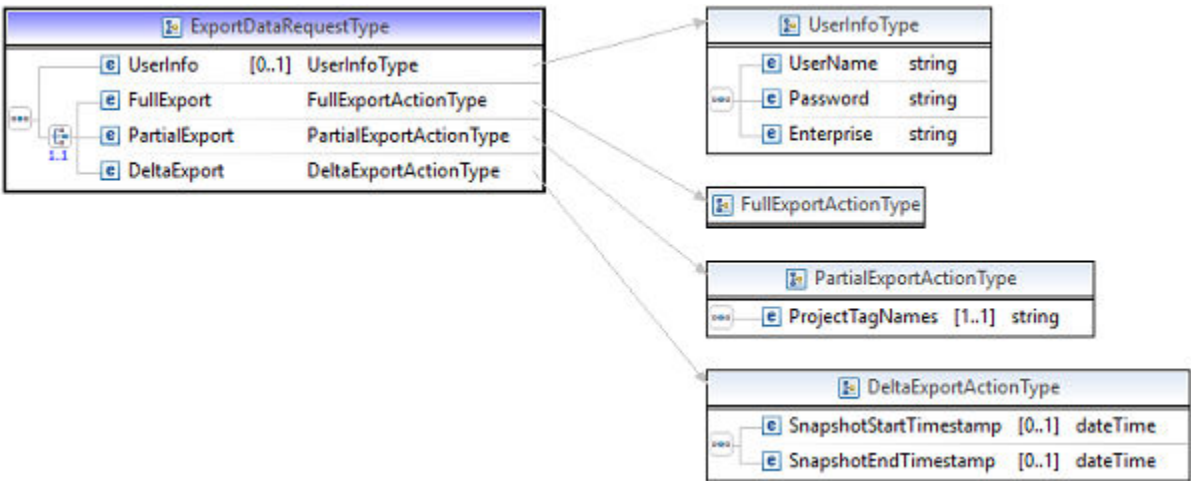 ExportDataRequestType
UserInfo [0..1] UserInfoType
FullExport FullExportActionType
PartialExport PartialExportActionType
1..1
DeltaExport DeltaExportActionType
UserInfoType
UserName string
Password string
Enterprise string
FullExportActionType
PartialExportActionType
ProjectTagNames [1..1] string
DeltaExportActionType
SnapshotStartTimestamp [0..1] dateTime
SnapshotEndTimestamp [0..1] dateTime